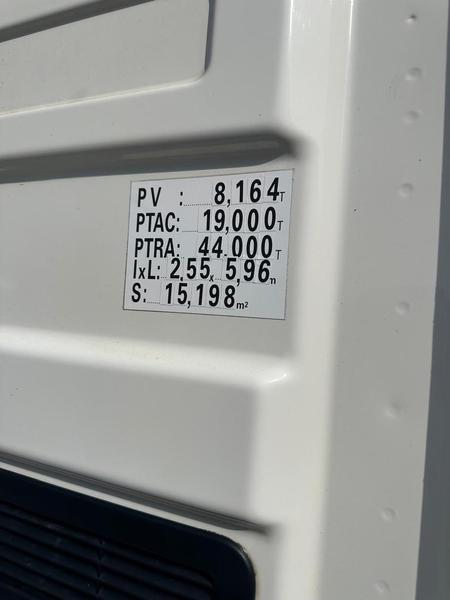 PV : 8,164T
PTAC: 19,000T
PTRA: 44.000T
IxL: 2,55x 5,96m
S: 15,198m²